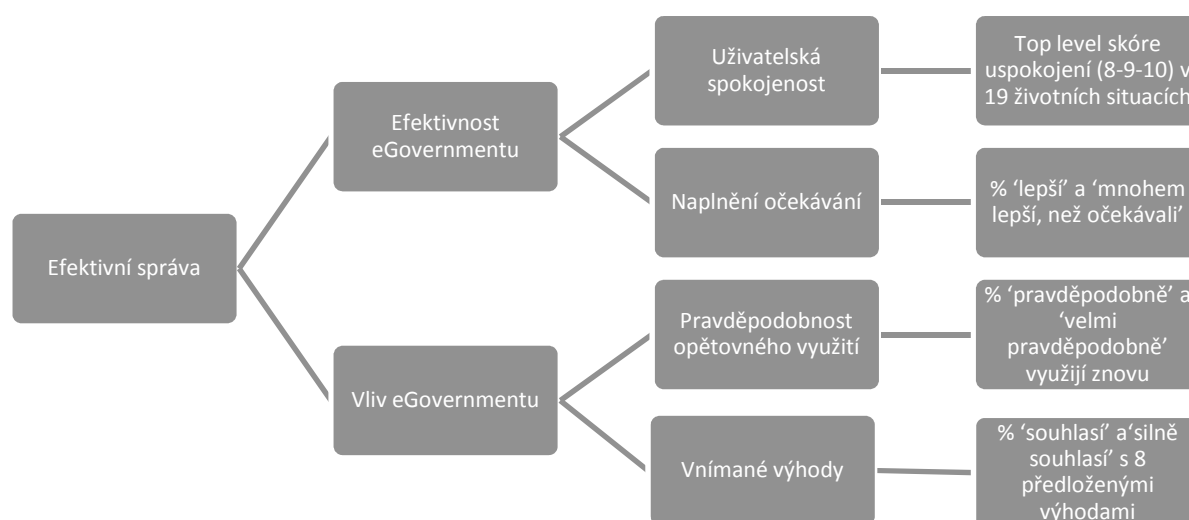 Efektivní správa
Efektivnost
eGovernmentu
Uživatelská
spokojenost
Top level skóre
uspokojení (8-9-10) v
19 životních situacích
Naplnění očekávání
% ‘lepší’ a ‘mnohem
lepší, než očekávali’
Vliv eGovernmentu
Pravděpodobnost
opětovného využití
% ‘pravděpodobně’ a
‘velmi
pravděpodobně’
využijí znovu
Vnímané výhody
% ‘souhlasí’ a‘silně
souhlasí’ s 8
předloženými
výhodami